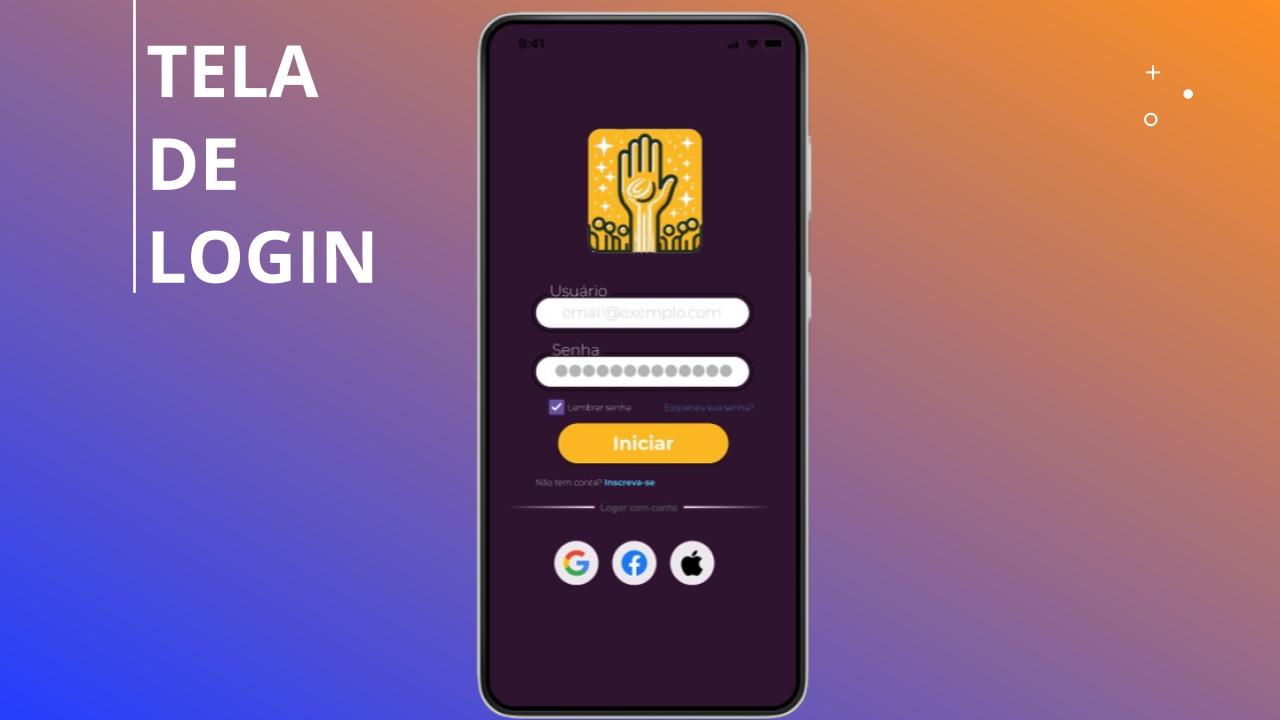 TELA
DE
LOGIN
9:41
Usuário
email@exemplo.com
Senha
Lembrar senha
Esqueceu sua senha?
Iniciar
Não tem conta? Inscreva-se
Logar com conta